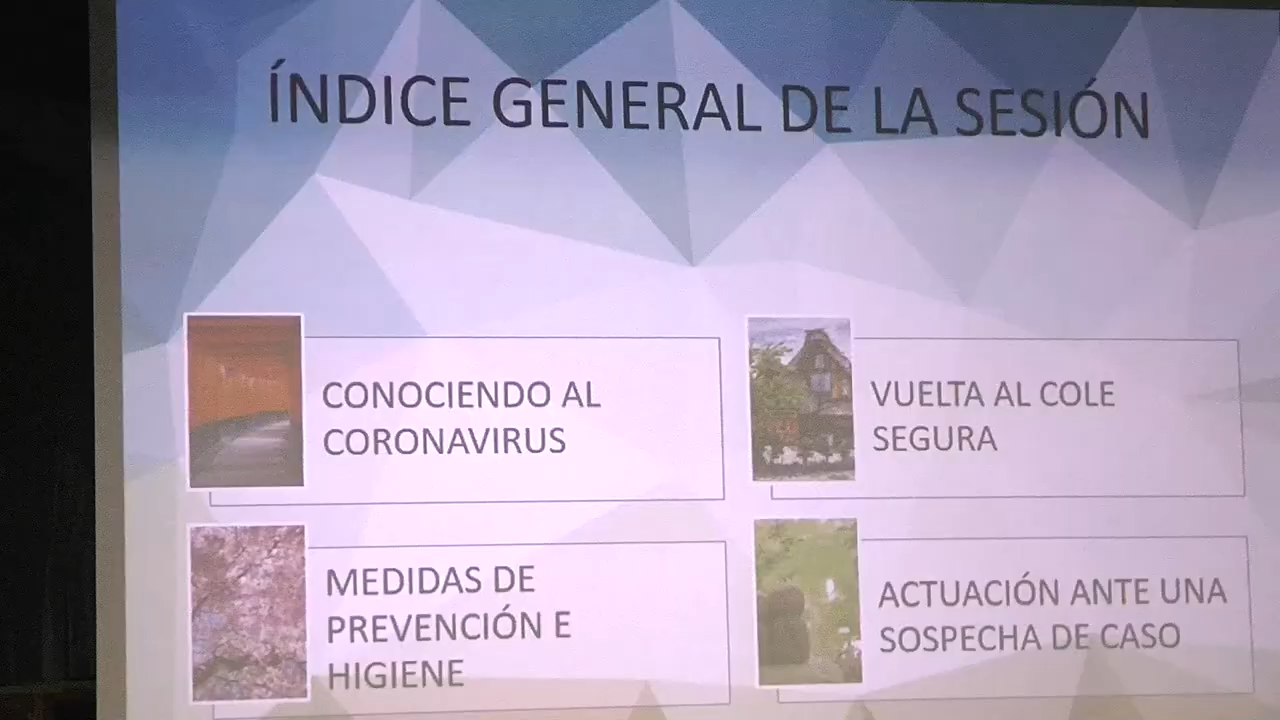 ÍNDICE GENERAL DE LA SESIÓN
CONOCIENDO AL
CORONAVIRUS
VUELTA AL COLE
SEGURA
MEDIDAS DE
PREVENCIÓN E
HIGIENE
ACTUACIÓN ANTE UNA
SOSPECHA DE CASO